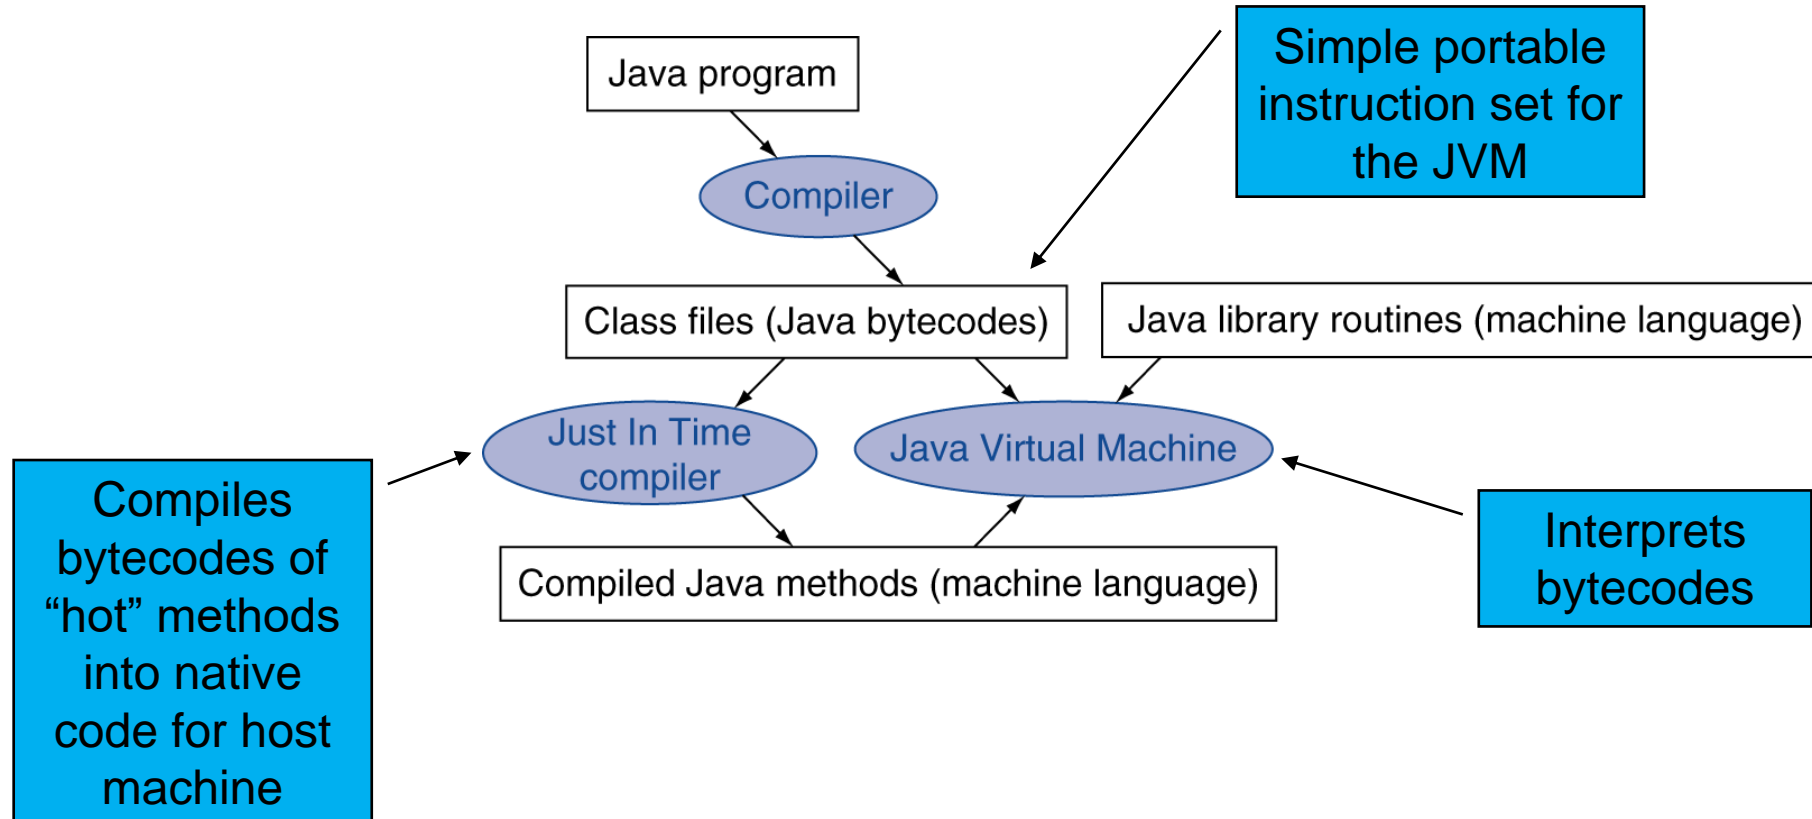 Java program
Simple portable
instruction set for
the JVM
Compiler
Class files (Java bytecodes)
Java library routines (machine language)
Just In Time
compiler
Java Virtual Machine
Compiles
bytecodes of
“hot” methods
into native
code for host
machine
Interprets
bytecodes
Compiled Java methods (machine language)